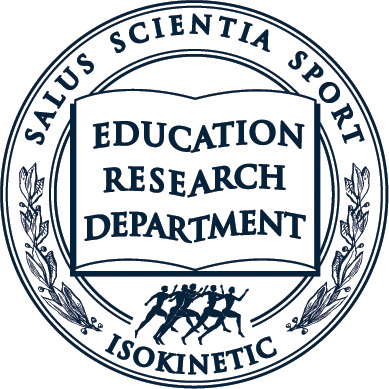 SALUS SCIENTIA SPORT
EDUCATION
RESEARCH
DEPARTMENT
ISOKINETIC